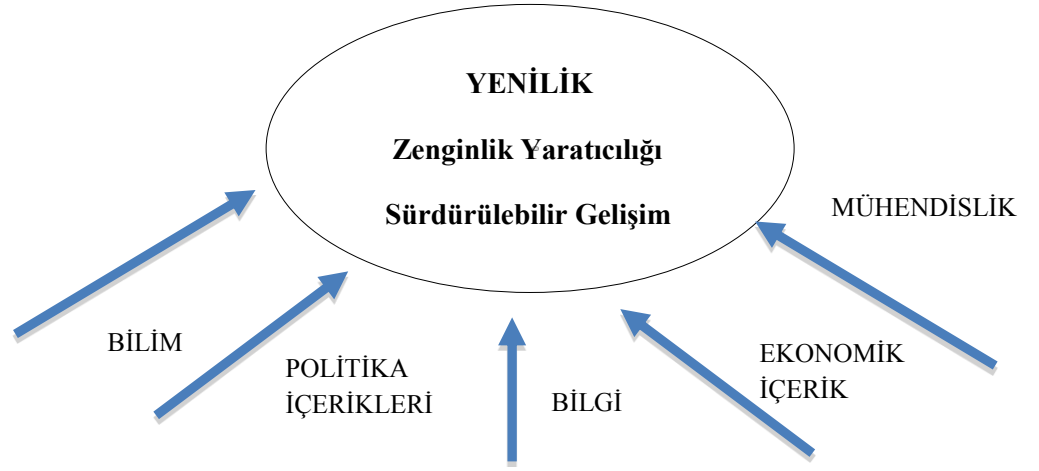 YENİLİK
Zenginlik Yaratıcılığı
Sürdürülebilir Gelişim
MÜHENDİSLİK
BİLİM
POLİTİKA
İÇERİKLERİ
BİLGİ
EKONOMİK
İÇERİK